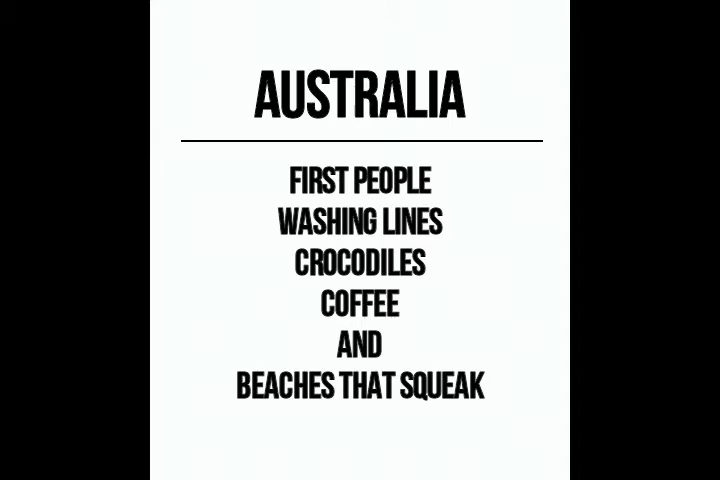 AUSTRALIA
FIRST PEOPLE
WASHING LINES
CROCODILES
COFFEE
AND
BEACHES THAT SQUEAK